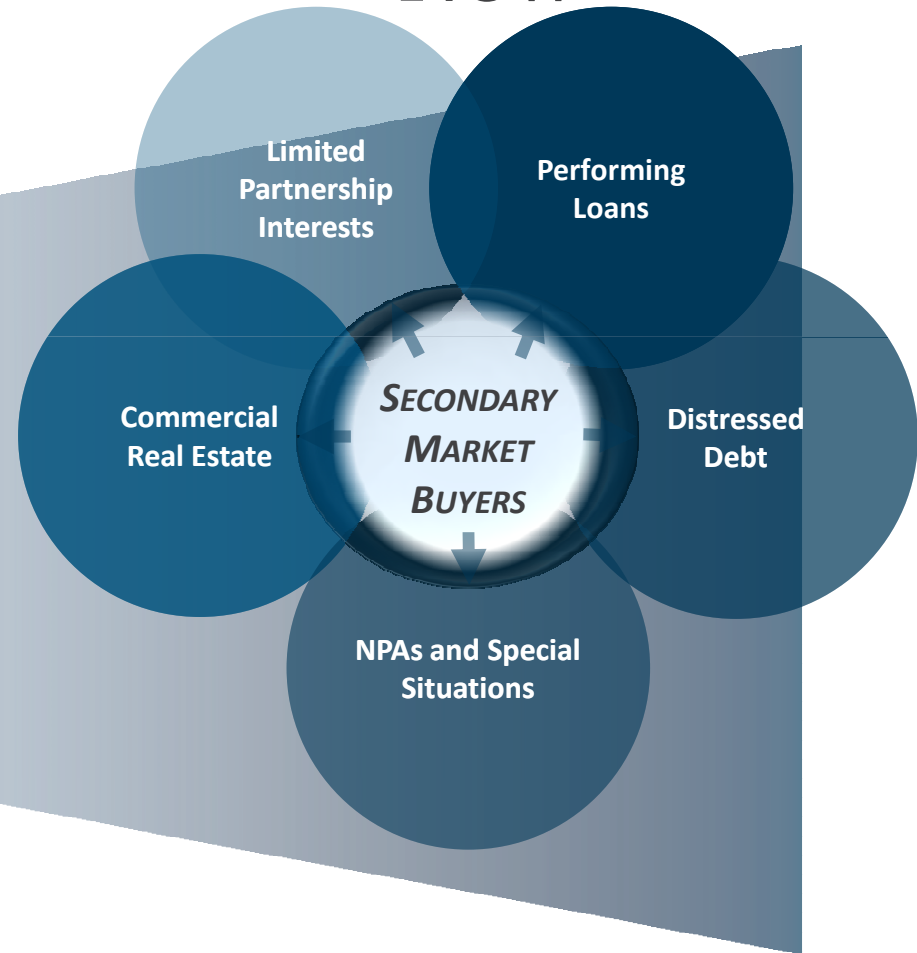 Limited
Partnership
Interests
Performing
Loans
Commercial
Real Estate
SECONDARY
MARKET
BUYERS
Distressed
Debt
NPAs and Special
Situations